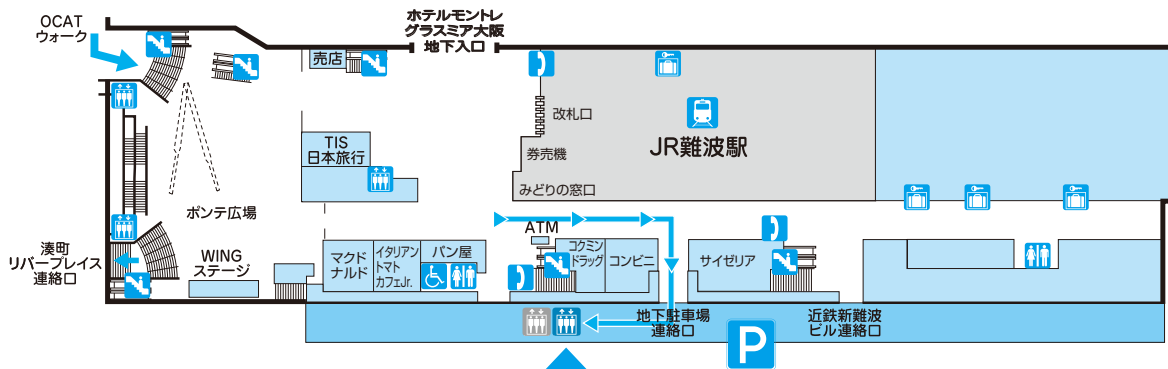 OCAT
ウォーク
ホテルモントレ
グラスミア大阪
地下入口
売店
改札口
JR難波駅
TIS
日本旅行
券売機
みどりの窓口
ポンテ広場
ATM
湊町
リバープレイス
連絡口
WING
ステージ
マクド
ナルド
イタリアン
トマト
カフェJr.
パン屋
コクミン
ドラッグ
コンビニ
サイゼリア
地下駐車場
連絡口
近鉄新難波
ビル連絡口
P